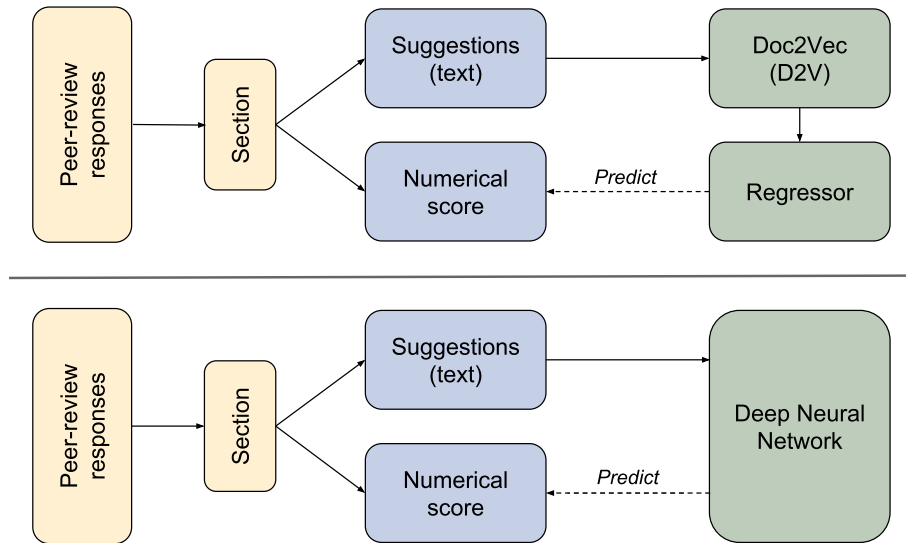 Peer-review
responses
Section
Suggestions
(text)
Doc2Vec
(D2V)
Numerical
score
Predict
Regressor
Peer-review
responses
Section
Suggestions
(text)
Deep Neural
Network
Numerical
score
Predict